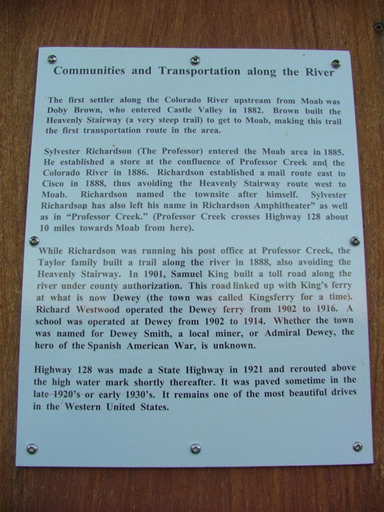 Communities and Transportation along the River
The first settler along the Colorado River upstream from Moab was
Doby Brown, who entered Castle Valley in 1882. Brown built the
Heavenly Stairway (a very steep trail) to get to Moab, making this trail
the first transportation route in the area.
Sylvester Richardson (The Professor) entered the Moab area in 1885.
He established a store at the confluence of Professor Creek and the
Colorado River in 1886. Richardson established a mail route east to
Cisco in 1888, thus avoiding the Heavenly Stairway route west to
Moab. Richardson named the townsite after himself. Sylvester
Richardson has also left his name in Richardson Amphitheater" as well
as in "Professor Creek." (Professor Creek crosses Highway 128 about
10 miles towards Moab from here).
While Richardson was running his post office at Professor Creek, the
Taylor family built a trail along the river in 1888, also avoiding the
Heavenly Stairway. In 1901, Samuel King built a toll road along the
river under county authorization. This road linked up with King's ferry
at what is now Dewey (the town was called Kingsferry for a time).
Richard Westwood operated the Dewey ferry from 1902 to 1916. A
school was operated at Dewey from 1902 to 1914. Whether the town
was named for Dewey Smith, a local miner, or Admiral Dewey, the
hero of the Spanish American War, is unknown.
Highway 128 was made a State Highway in 1921 and rerouted above
the high water mark shortly thereafter. It was paved sometime in the
late 1920's or early 1930's. It remains one of the most beautiful drives
in the Western United States.